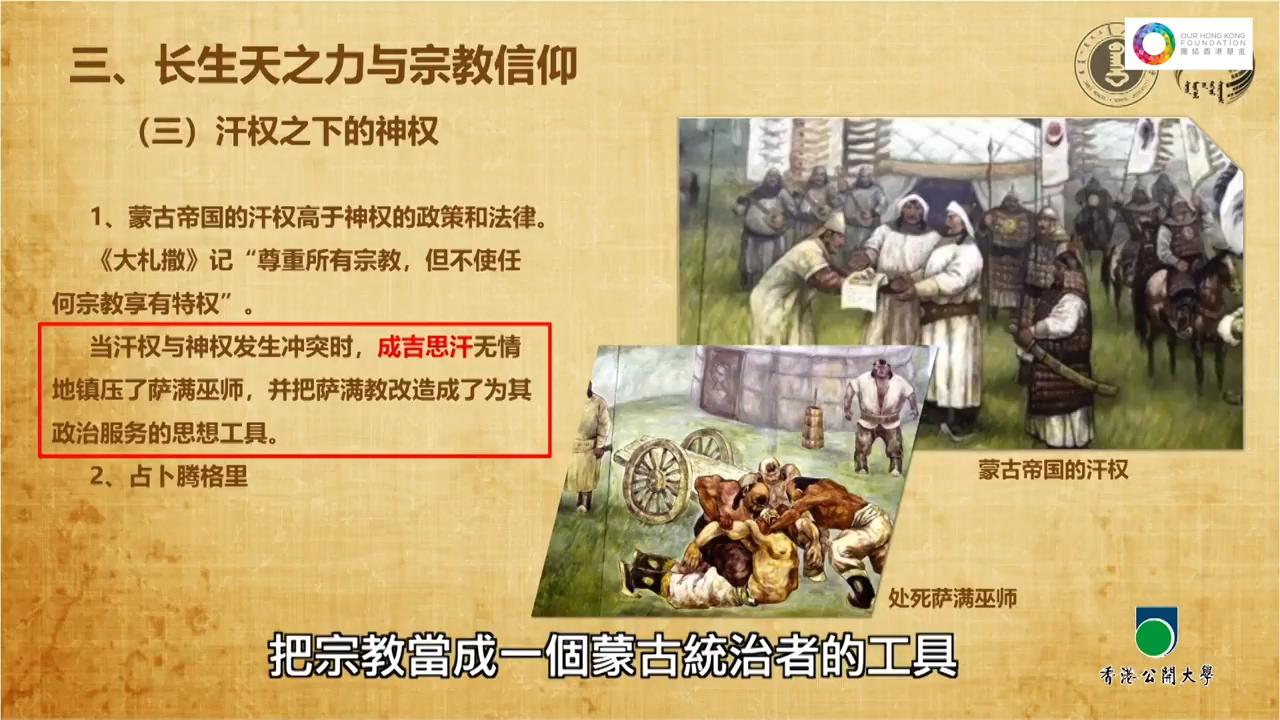 三、长生天之力与宗教信仰
OUR HONG KONG
FOUNDATION
團結香港基金
（三）汗权之下的神权
1、蒙古帝国的汗权高于神权的政策和法律。
《大札撒》记“尊重所有宗教，但不使任
何宗教享有特权”。
当汗权与神权发生冲突时，成吉思汗无情
地镇压了萨满巫师，并把萨满教改造成了为其
政治服务的思想工具。
2、占卜腾格里
蒙古帝国的汗权
处死萨满巫师
把宗教當成一個蒙古統治者的工具
香港公開大學